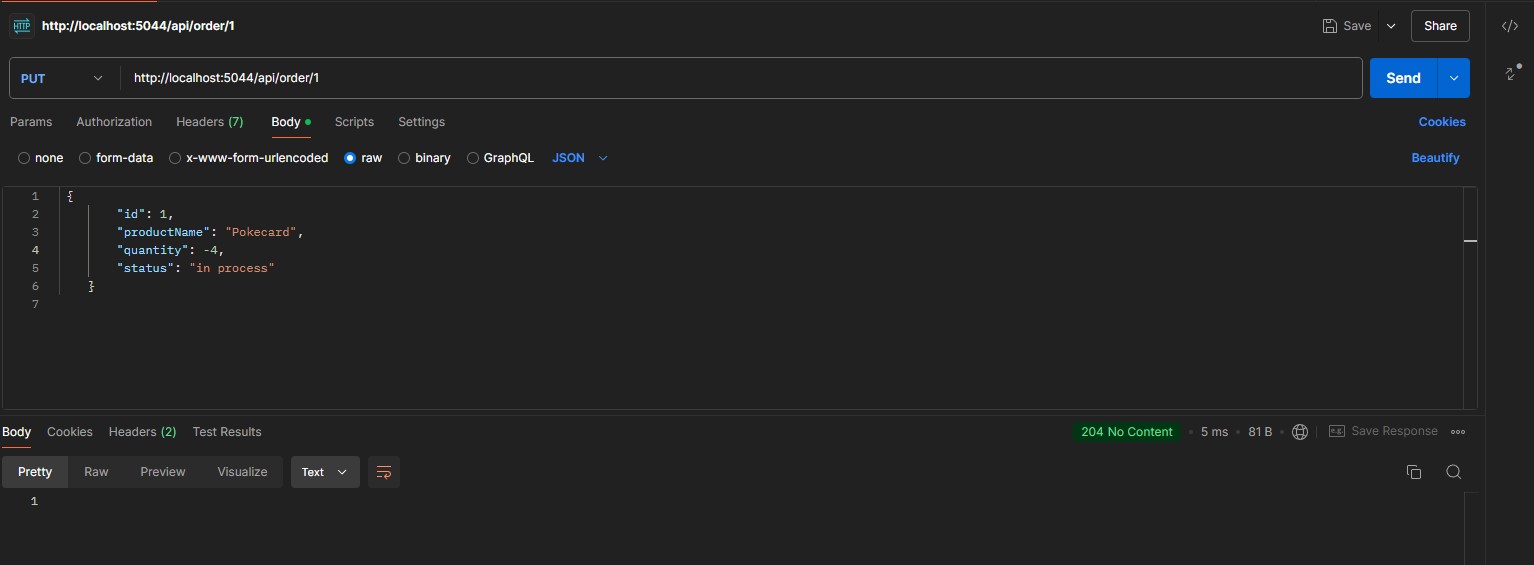 HTTP http://localhost:5044/api/order/1 Save Share </>
PUT http://localhost:5044/api/order/1 Send
Params Authorization Headers (7) Body Scripts Settings Cookies
none form-data x-www-form-urlencoded raw binary GraphQL JSON Beautify
1 {
2 "id": 1,
3 "productName": "Pokecard",
4 "quantity": -4,
5 "status": "in process"
6 }
7
Body Cookies Headers (2) Test Results 204 No Content 5 ms 81 B e.g. Save Response
Pretty Raw Preview Visualize Text
1